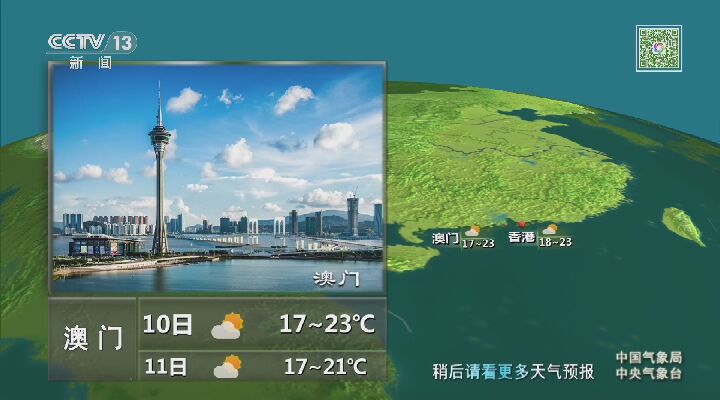 CCTV 13
新闻
澳门
澳门 17~23
香港 18~23
澳门
10日 17~23℃
11日 17~21℃
稍后请看更多天气预报
中国气象局
中央气象台